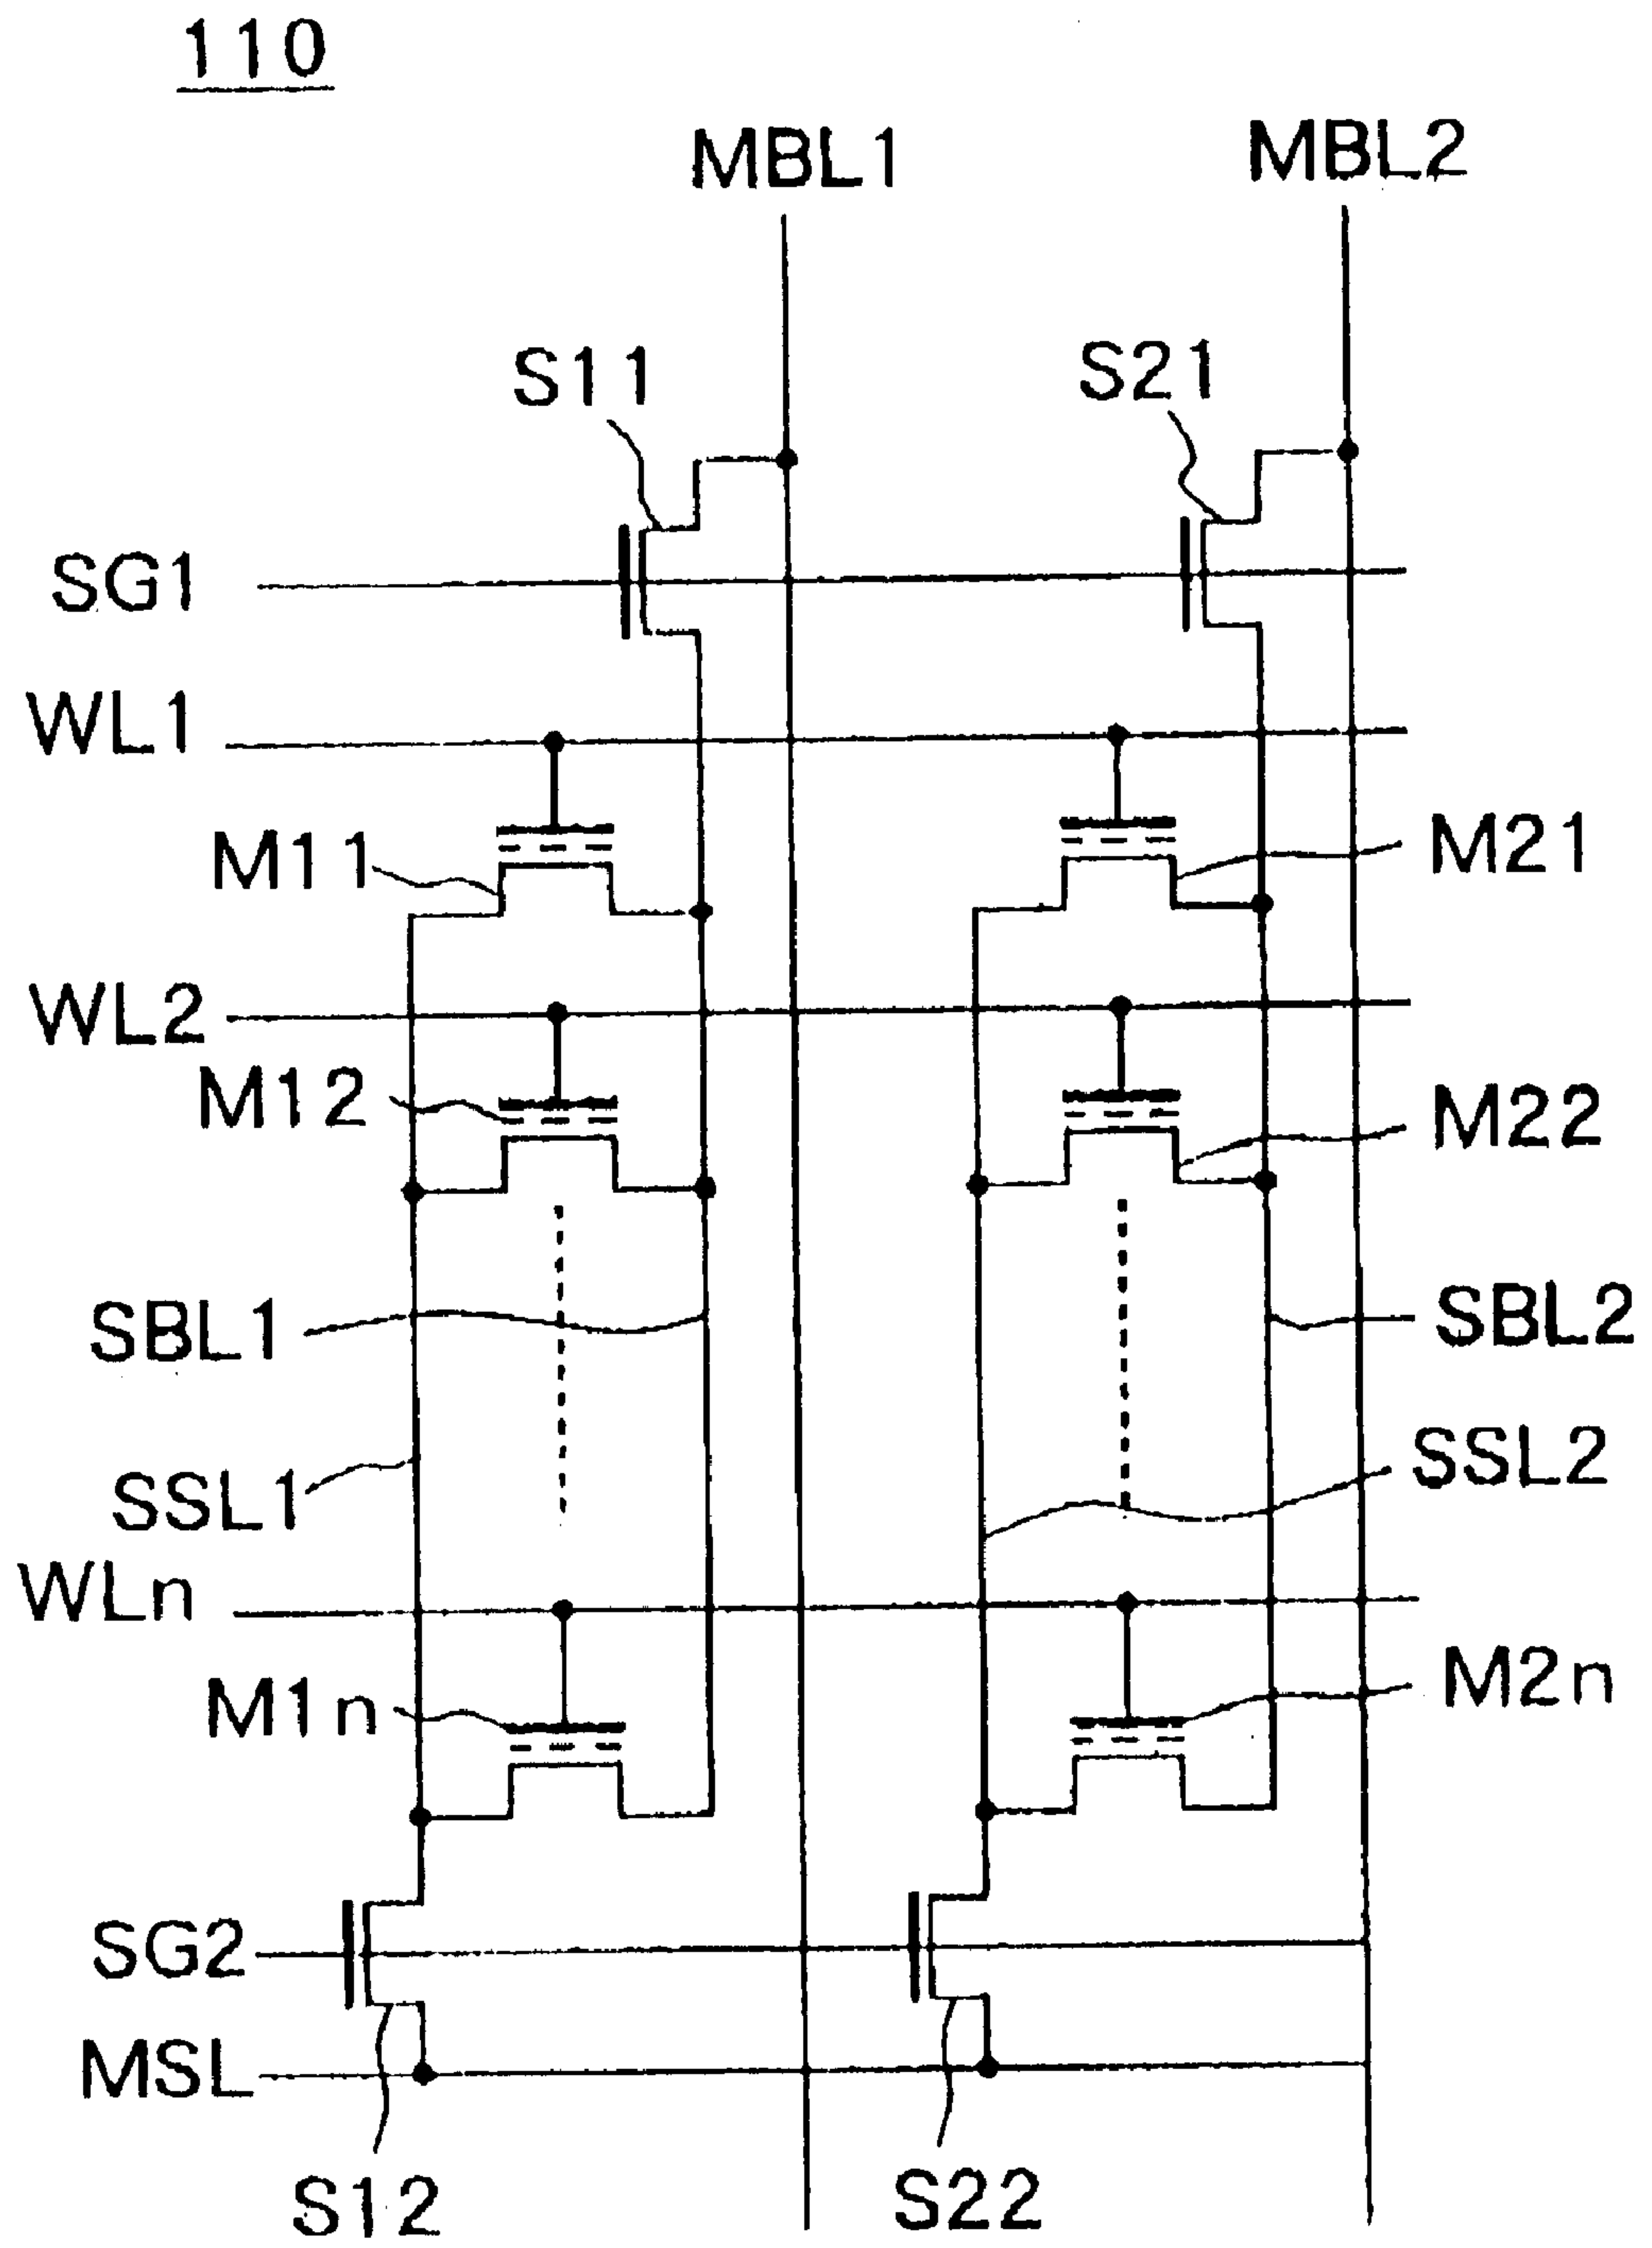 110
MBL1 MBL2
S11 S21
SG1
WL1
M11 M21
WL2
M12 M22
SBL1 SBL2
SSL1 SSL2
WLn
M1n M2n
SG2
MSL
S12 S22